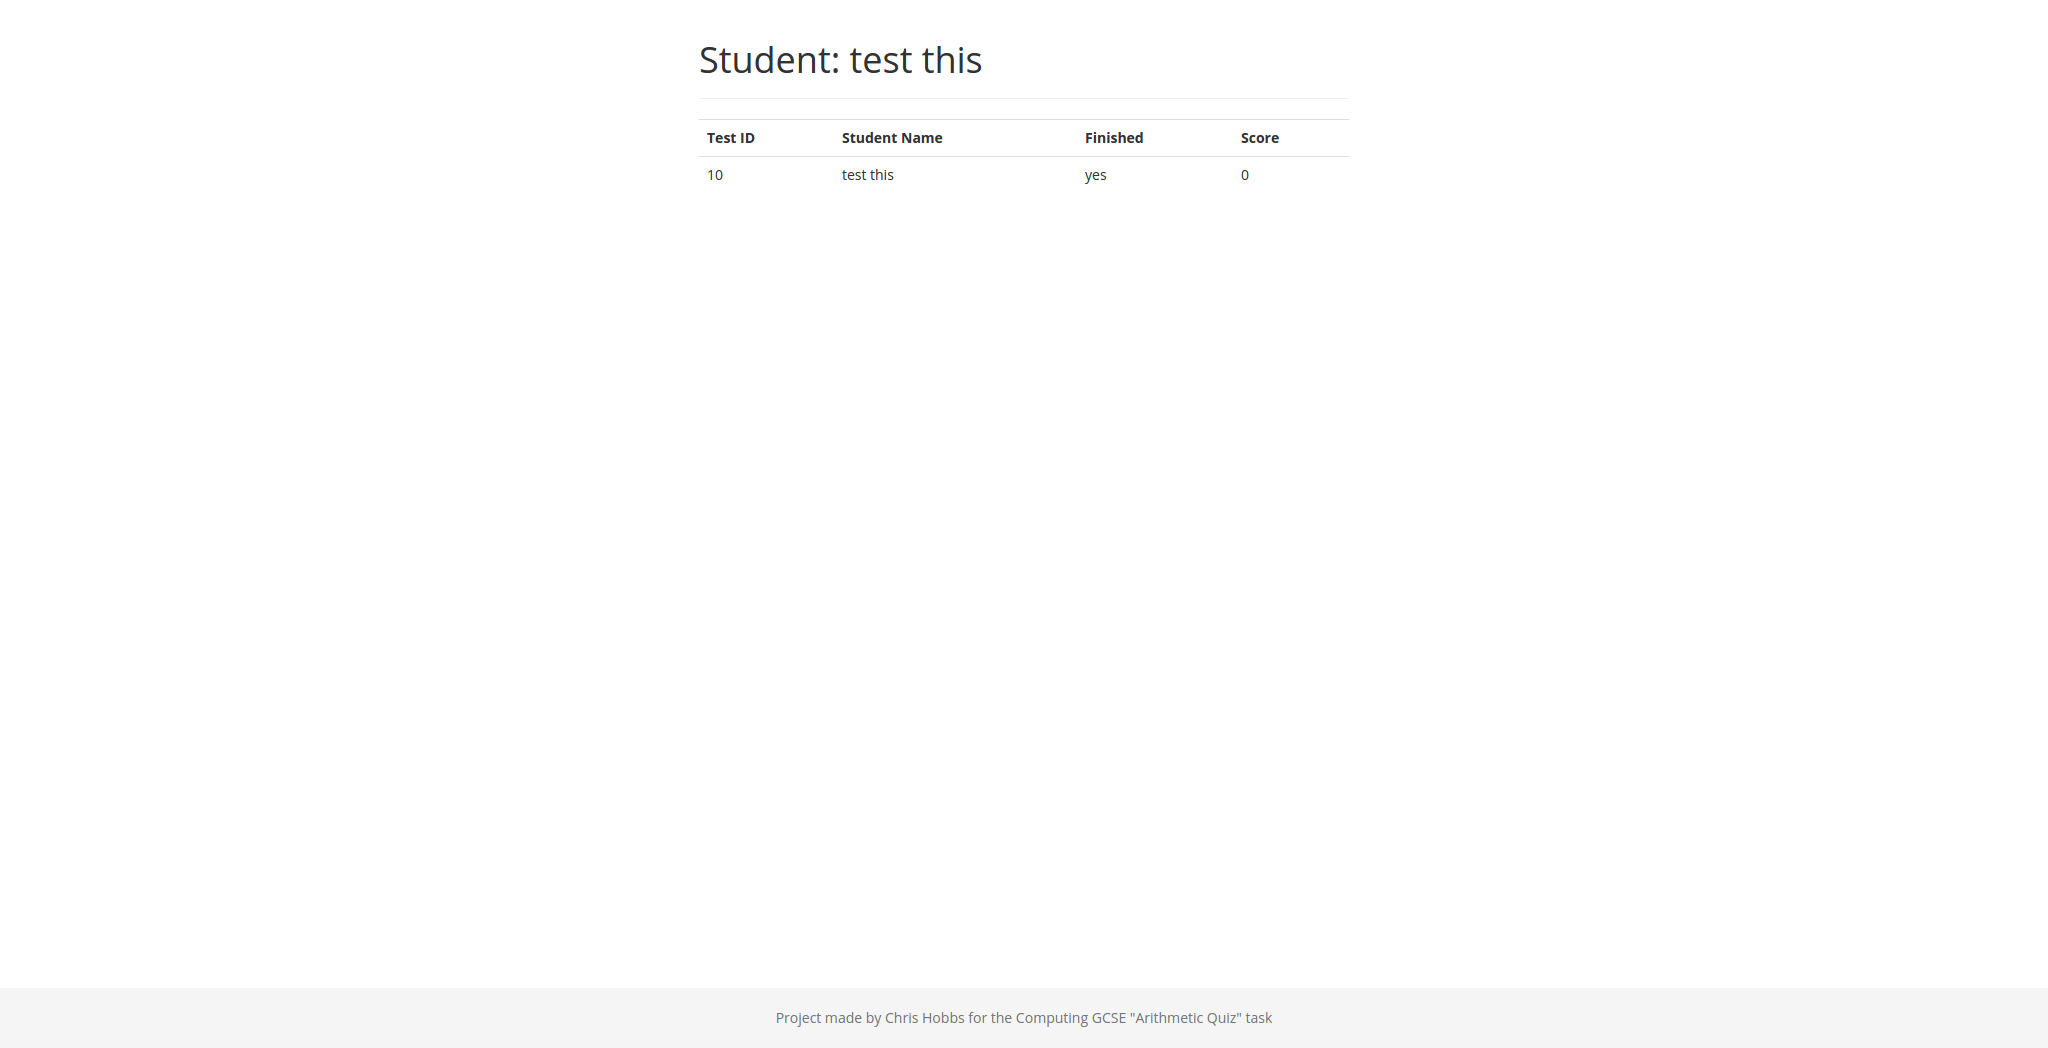 Student: test this
Test ID Student Name Finished Score
10 test this yes 0
Project made by Chris Hobbs for the Computing GCSE "Arithmetic Quiz" task